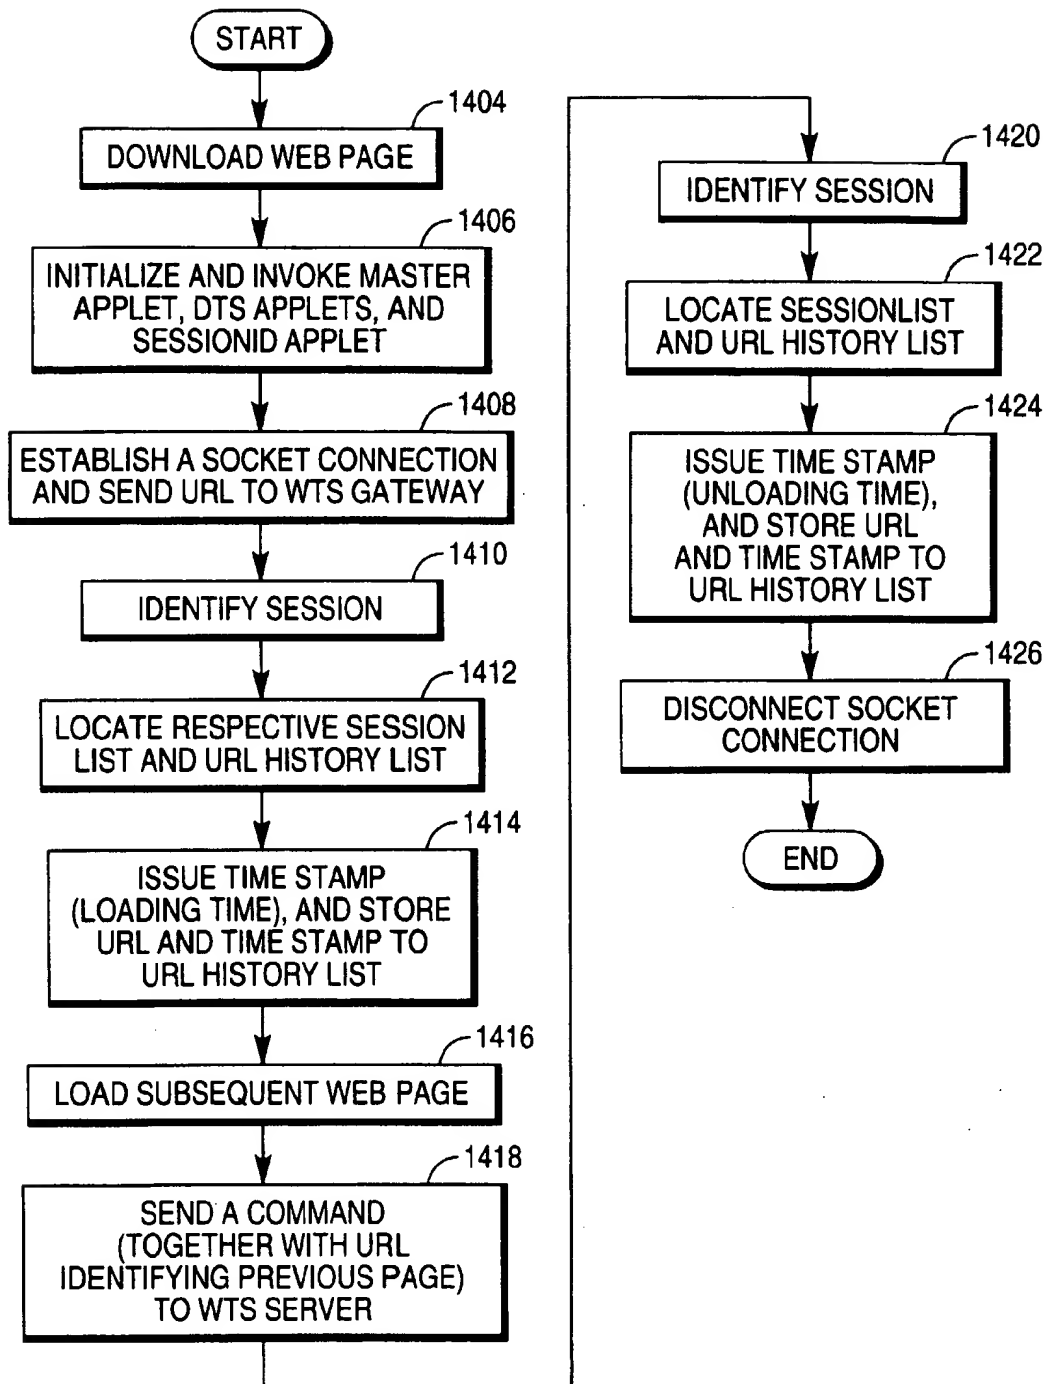 START
1404
DOWNLOAD WEB PAGE
1406
INITIALIZE AND INVOKE MASTER
APPLET, DTS APPLETS, AND
SESSIONID APPLET
1408
ESTABLISH A SOCKET CONNECTION
AND SEND URL TO WTS GATEWAY
1410
IDENTIFY SESSION
1412
LOCATE RESPECTIVE SESSION
LIST AND URL HISTORY LIST
1414
ISSUE TIME STAMP
(LOADING TIME), AND STORE
URL AND TIME STAMP TO
URL HISTORY LIST
1416
LOAD SUBSEQUENT WEB PAGE
1418
SEND A COMMAND
(TOGETHER WITH URL
IDENTIFYING PREVIOUS PAGE)
TO WTS SERVER
1420
IDENTIFY SESSION
1422
LOCATE SESSIONLIST
AND URL HISTORY LIST
1424
ISSUE TIME STAMP
(UNLOADING TIME),
AND STORE URL
AND TIME STAMP TO
URL HISTORY LIST
1426
DISCONNECT SOCKET
CONNECTION
END